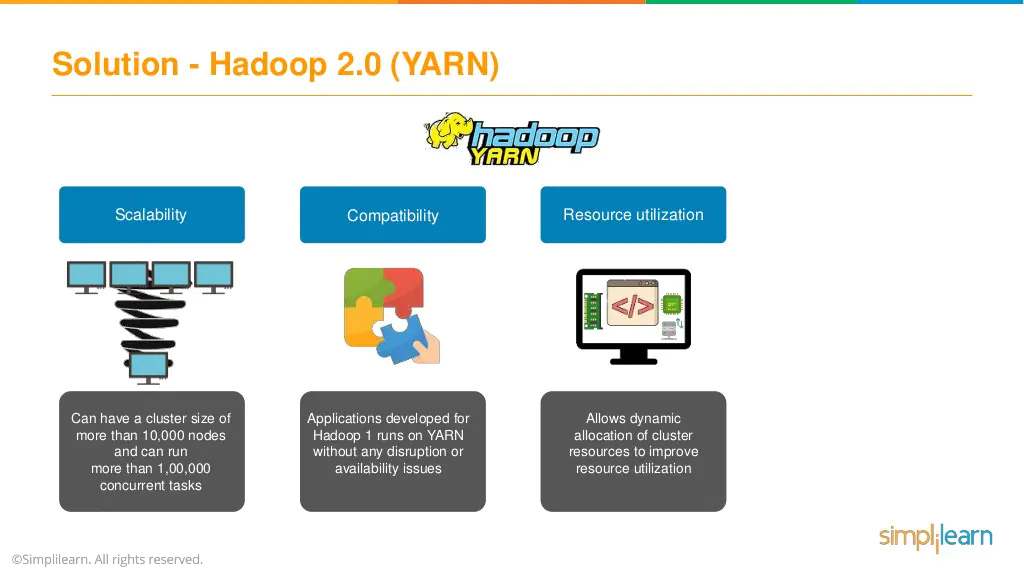 Solution - Hadoop 2.0 (YARN)
hadoop
YARN
Scalability
Compatibility
Resource utilization
</>
Can have a cluster size of
more than 10,000 nodes
and can run
more than 1,00,000
concurrent tasks
Applications developed for
Hadoop 1 runs on YARN
without any disruption or
availability issues
Allows dynamic
allocation of cluster
resources to improve
resource utilization
simplilearn
©Simplilearn. All rights reserved.